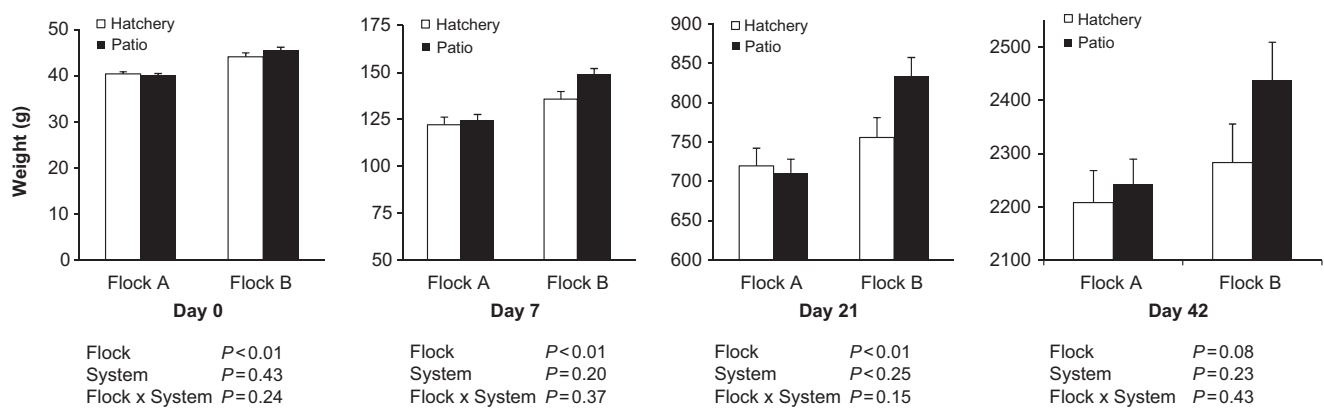 Weight (g)
50
40
30
20
10
0
Hatchery
Patio
Flock A
Flock B
Day 0
Flock P<0.01
System P=0.43
Flock x System P=0.24
175
150
125
100
75
50
Hatchery
Patio
Flock A
Flock B
Day 7
Flock P<0.01
System P=0.20
Flock x System P=0.37
900
850
800
750
700
650
600
Hatchery
Patio
Flock A
Flock B
Day 21
Flock P<0.01
System P<0.25
Flock x System P=0.15
2500
2400
2300
2200
2100
Hatchery
Patio
Flock A
Flock B
Day 42
Flock P=0.08
System P=0.23
Flock x System P=0.43